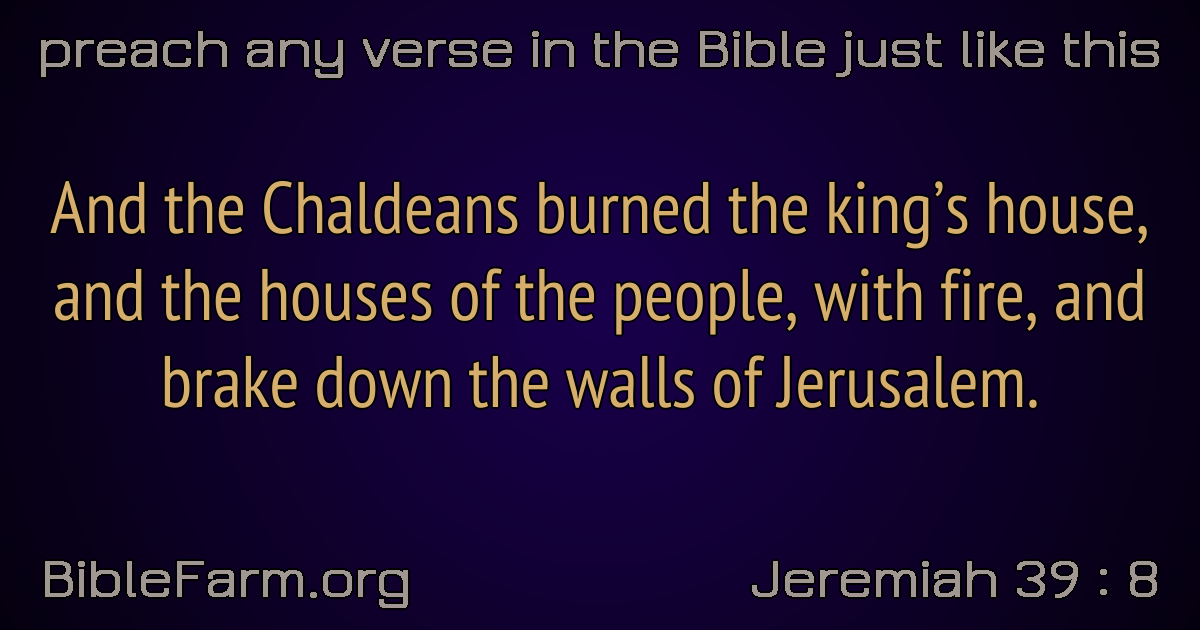 preach any verse in the Bible just like this
And the Chaldeans burned the king’s house,
and the houses of the people, with fire, and
brake down the walls of Jerusalem.
BibleFarm.org
Jeremiah 39 : 8